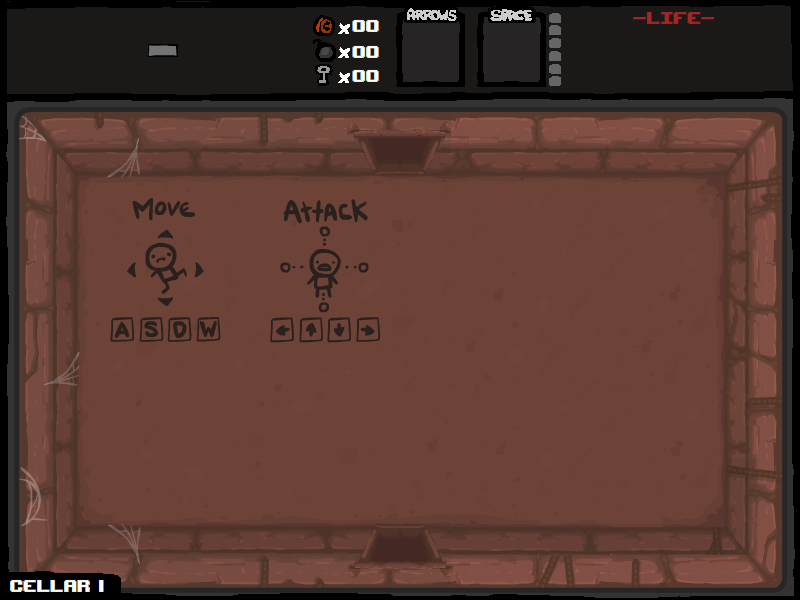 x00
x00
x00
ARROWS
SPACE
-LIFE-
MOVE
ATTACK
A S D W
CELLAR I